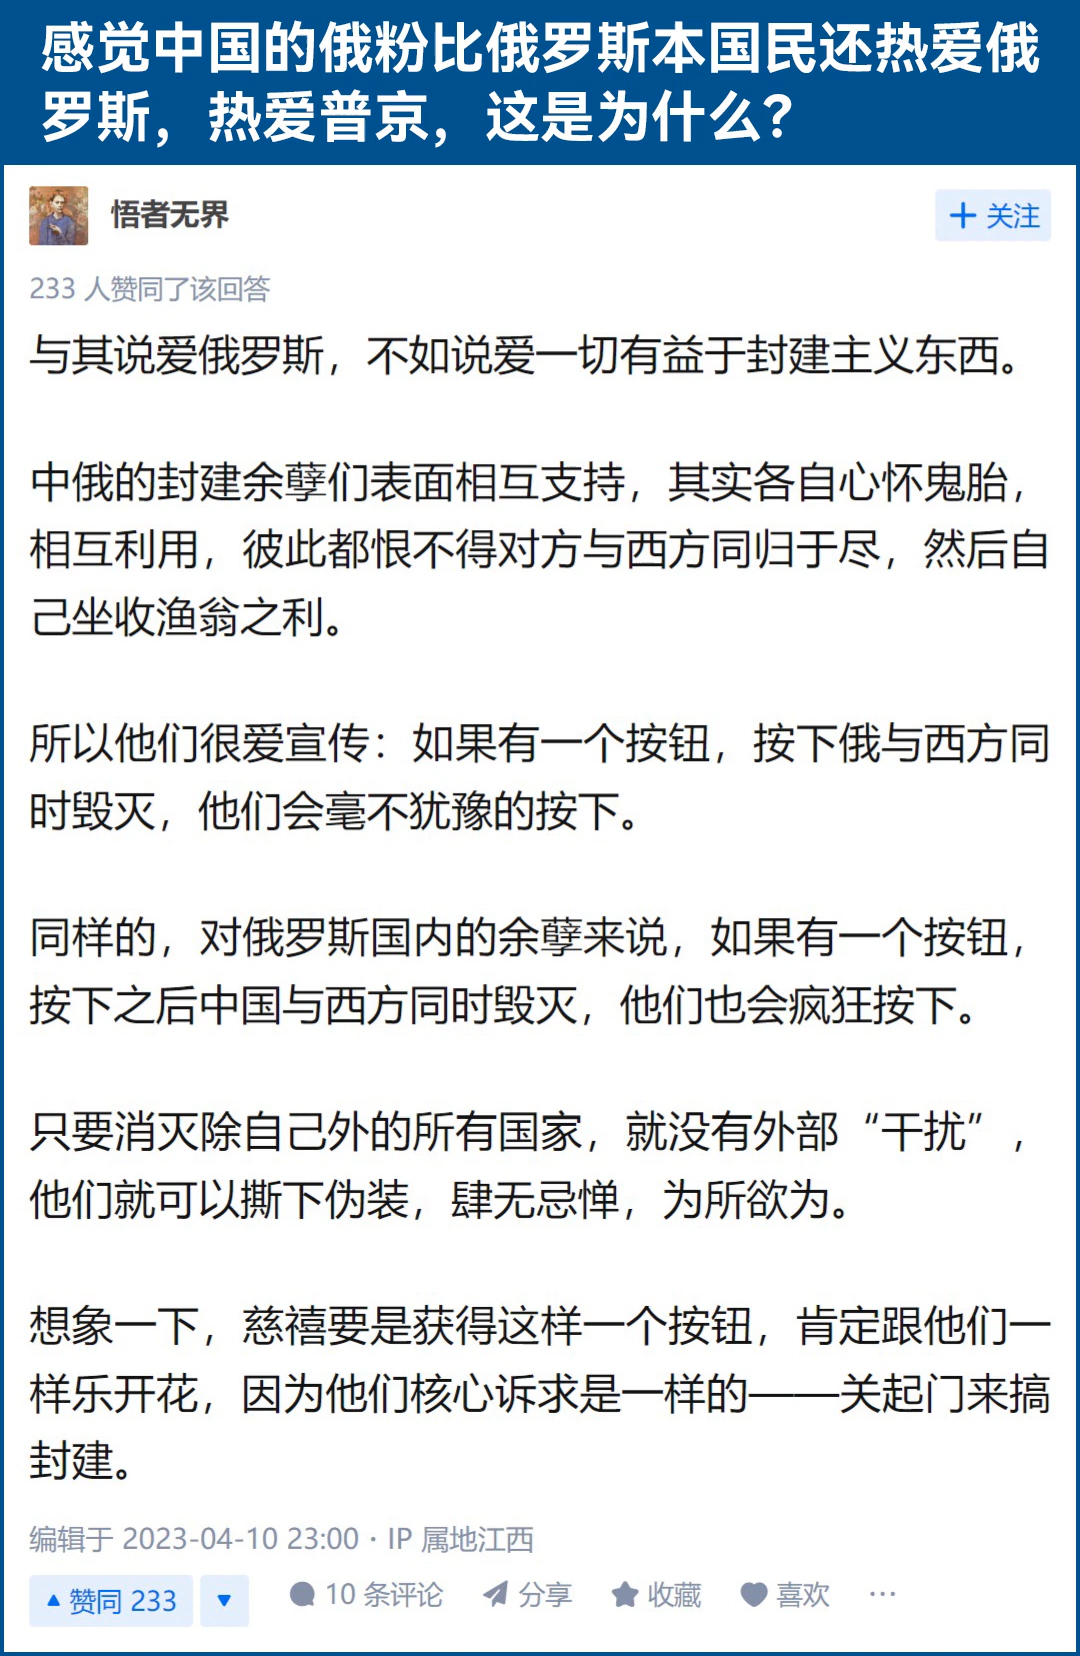 感觉中国的俄粉比俄罗斯本国民还热爱俄
罗斯，热爱普京，这是为什么？
悟者无界
+ 关注
233 人赞同了该回答
与其说爱俄罗斯，不如说爱一切有益于封建主义东西。
中俄的封建余孽们表面相互支持，其实各自心怀鬼胎，
相互利用，彼此都恨不得对方与西方同归于尽，然后自
己坐收渔翁之利。
所以他们很爱宣传：如果有一个按钮，按下俄与西方同
时毁灭，他们会毫不犹豫的按下。
同样的，对俄罗斯国内的余孽来说，如果有一个按钮，
按下之后中国与西方同时毁灭，他们也会疯狂按下。
只要消灭除自己外的所有国家，就没有外部“干扰”，
他们就可以撕下伪装，肆无忌惮，为所欲为。
想象一下，慈禧要是获得这样一个按钮，肯定跟他们一
样乐开花，因为他们核心诉求是一样的——关起门来搞
封建。
编辑于 2023-04-10 23:00 · IP 属地江西
赞同 233 10 条评论 分享 收藏 喜欢 ···